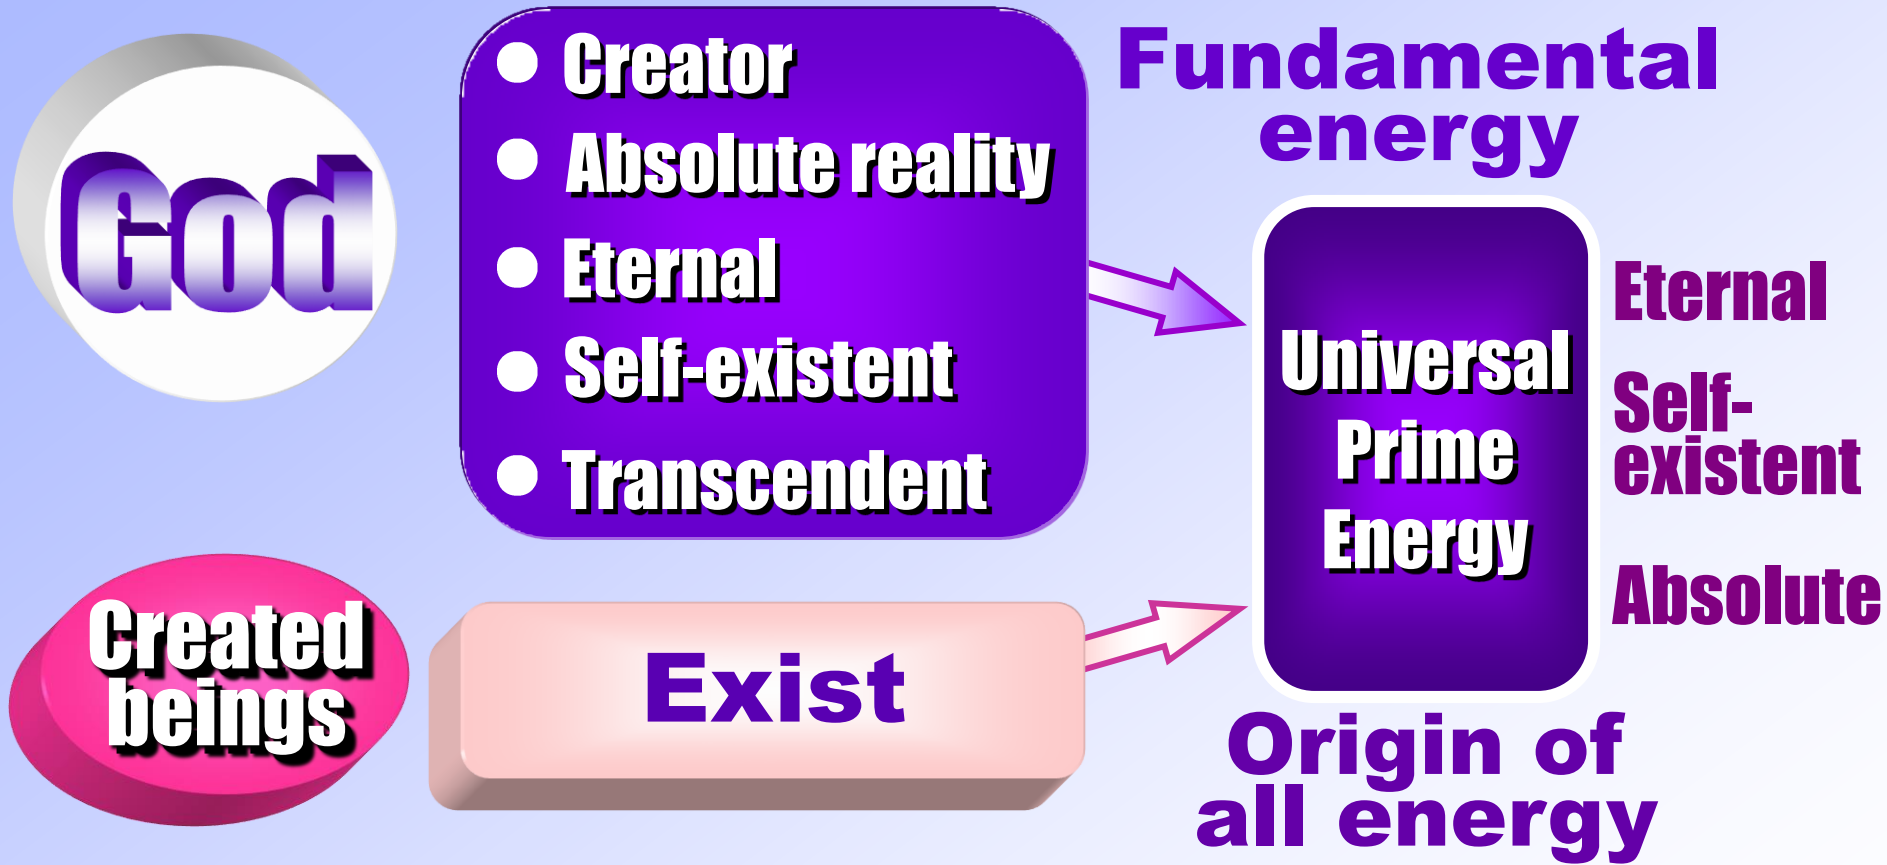 God
● Creator
● Absolute reality
● Eternal
● Self-existent
● Transcendent
Fundamental
energy
Universal
Prime
Energy
Eternal
Self-
existent
Absolute
Created
beings
Exist
Origin of
all energy